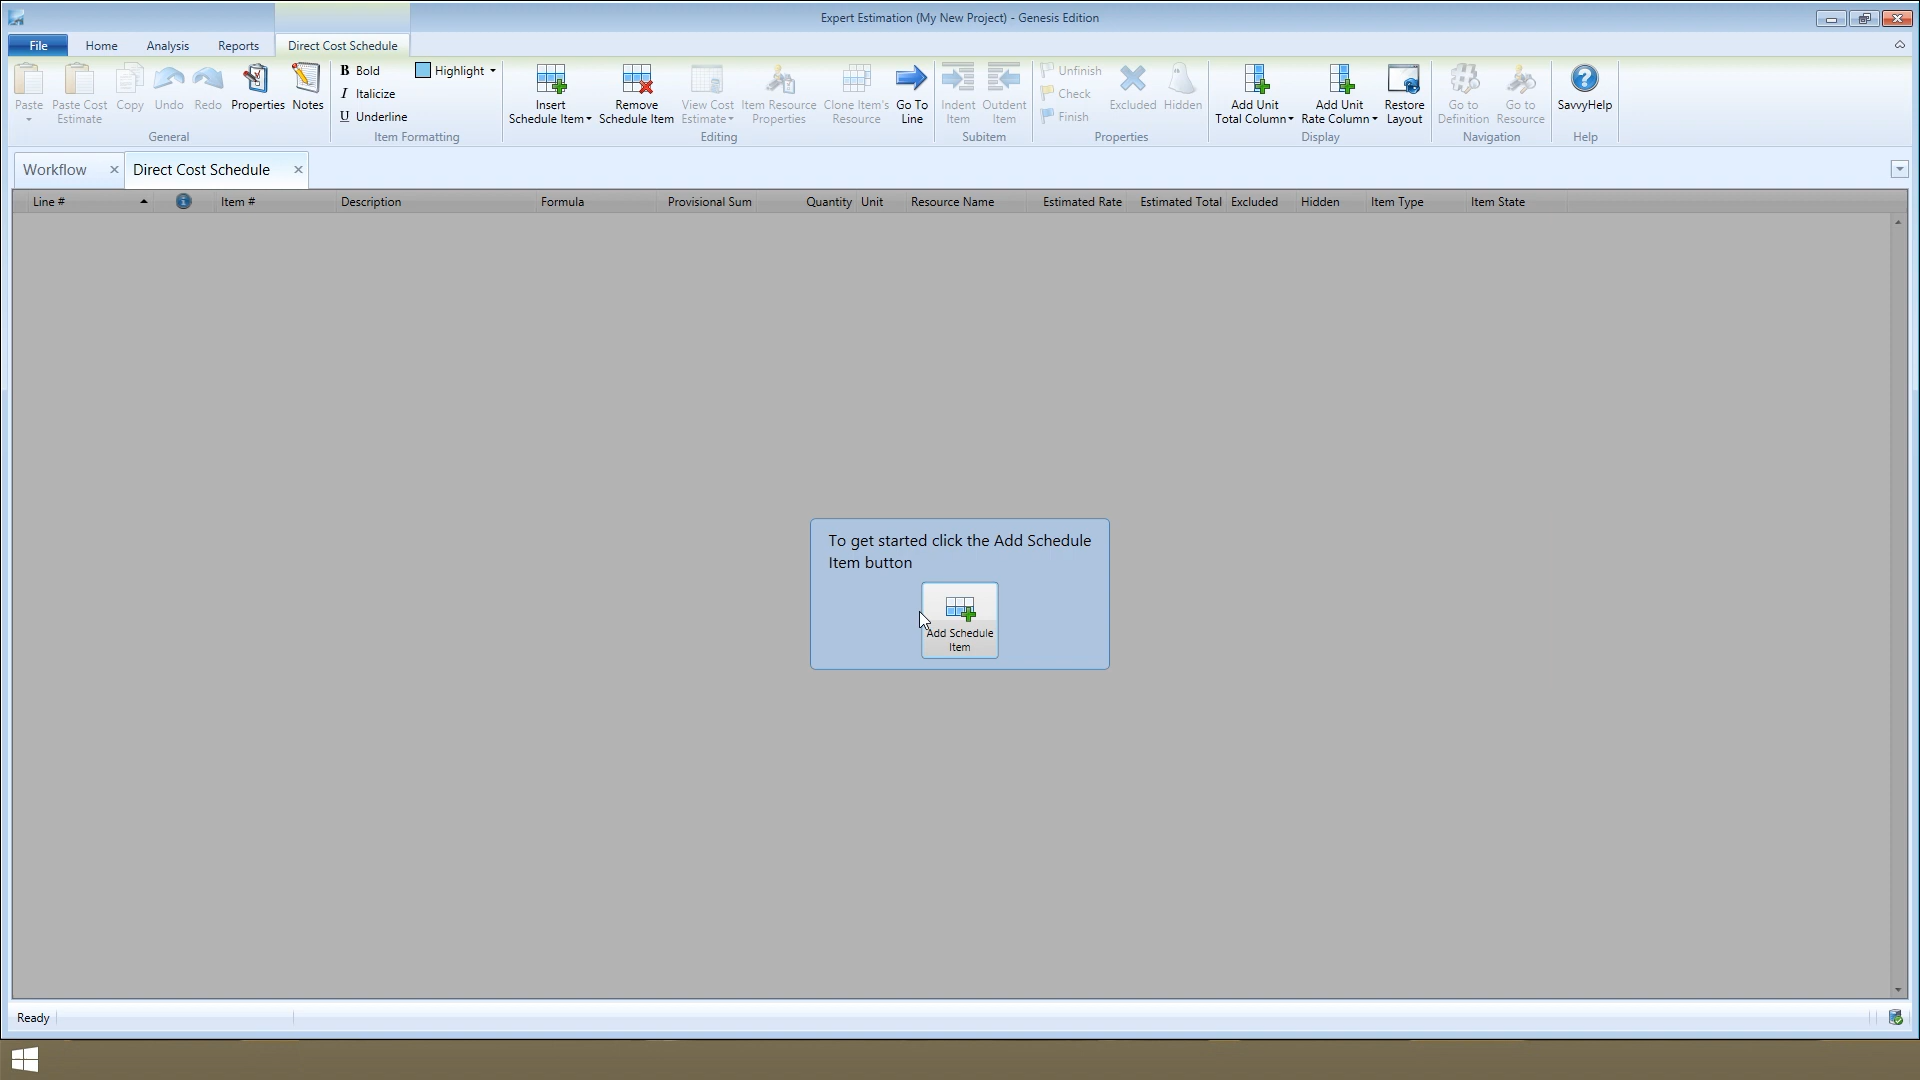 Expert Estimation (My New Project) - Genesis Edition
File Home Analysis Reports Direct Cost Schedule
Paste Paste Cost Estimate Copy Undo Redo Properties Notes
General
B Bold Highlight
I Italicize
U Underline
Item Formatting
Insert Schedule Item Remove Schedule Item View Cost Estimate Item Resource Properties Clone Item's Resource Go To Line
Editing
Indent Item Outdent Item
Subitem
Unfinish
Check
Finish
Excluded Hidden
Properties
Add Unit Total Column Add Unit Rate Column Restore Layout
Display
Go to Definition Go to Resource
Navigation
SavvyHelp
Help
Workflow Direct Cost Schedule
Line # Item # Description Formula Provisional Sum Quantity Unit Resource Name Estimated Rate Estimated Total Excluded Hidden Item Type Item State
To get started click the Add Schedule
Item button
Add Schedule
Item
Ready